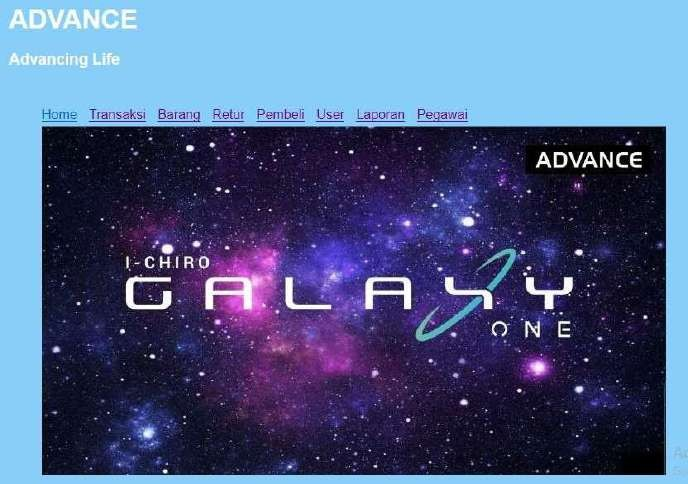 ADVANCE
Advancing Life
Home Transaksi Barang Retur Pembeli User Laporan Pegawai
ADVANCE
I-CHIRO
GALAXY
ONE